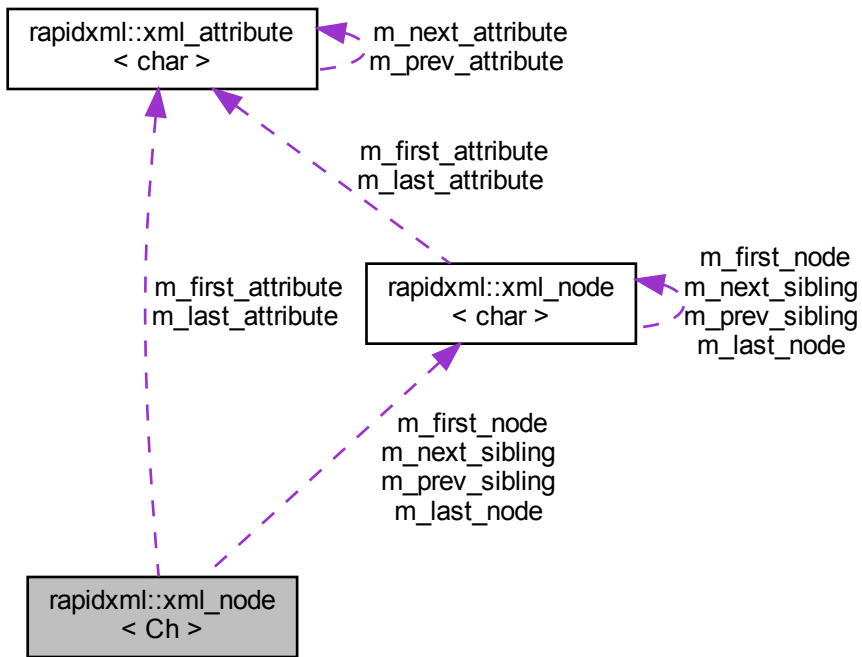 rapidxml::xml_attribute
< char >
m_next_attribute
m_prev_attribute
m_first_attribute
m_last_attribute
rapidxml::xml_node
< char >
m_first_node
m_next_sibling
m_prev_sibling
m_last_node
m_first_attribute
m_last_attribute
m_first_node
m_next_sibling
m_prev_sibling
m_last_node
rapidxml::xml_node
< Ch >